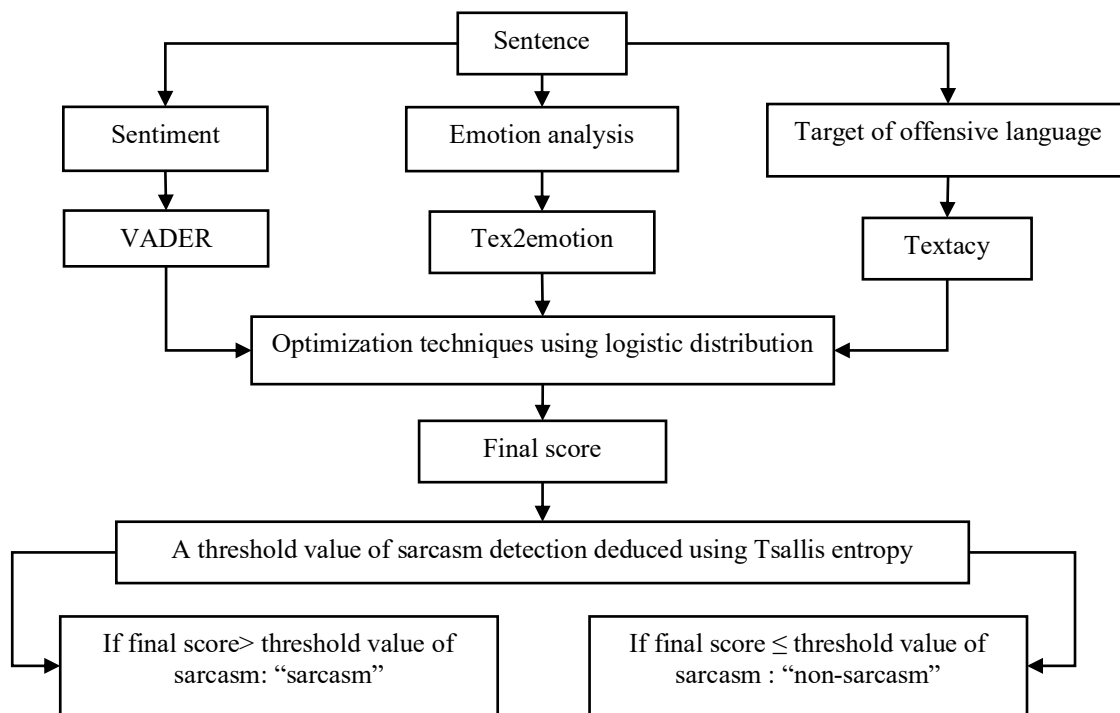 Sentence
Sentiment
Emotion analysis
Target of offensive language
VADER
Tex2emotion
Textacy
Optimization techniques using logistic distribution
Final score
A threshold value of sarcasm detection deduced using Tsallis entropy
If final score> threshold value of
sarcasm: “sarcasm”
If final score ≤ threshold value of
sarcasm : “non-sarcasm”